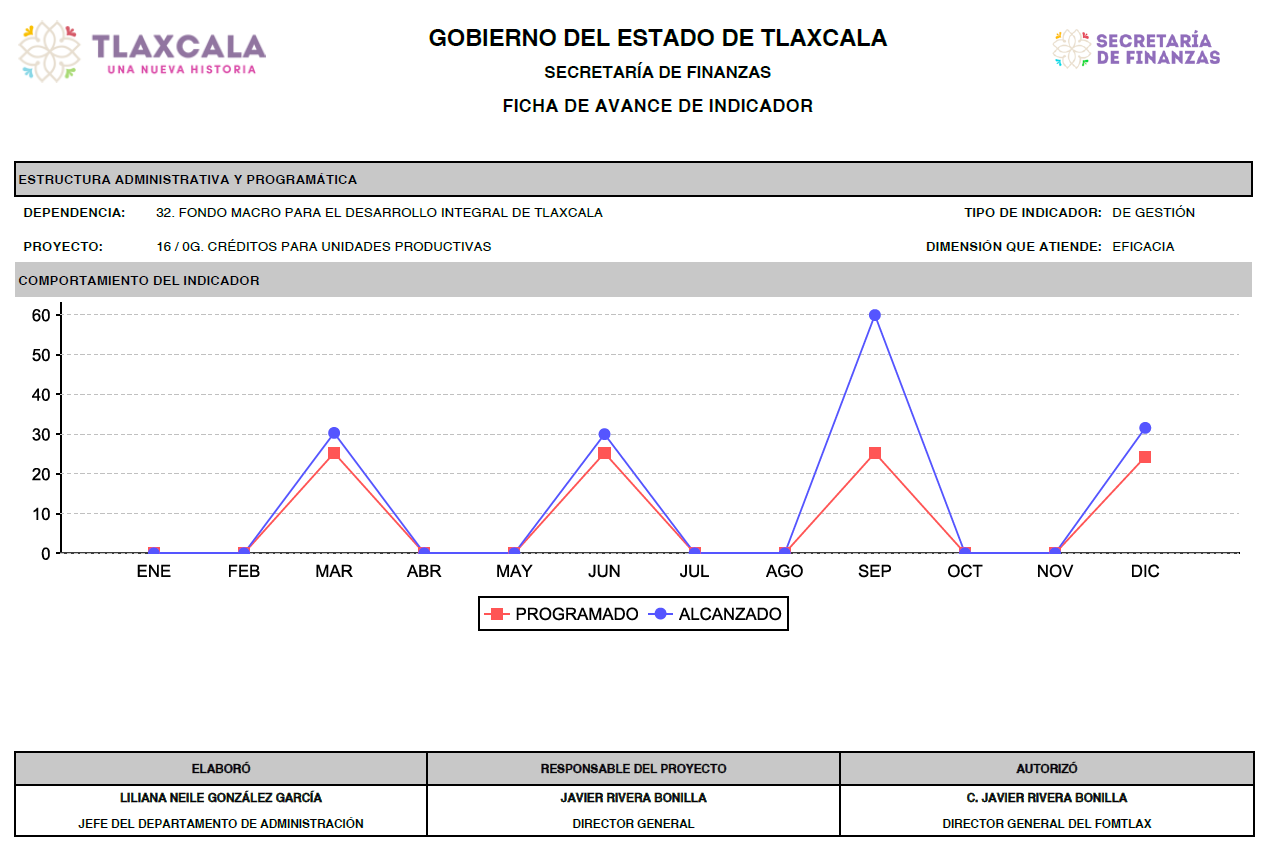 TLAXCALA
UNA NUEVA HISTORIA
GOBIERNO DEL ESTADO DE TLAXCALA
SECRETARÍA DE FINANZAS
FICHA DE AVANCE DE INDICADOR
SECRETARÍA
DE FINANZAS
ESTRUCTURA ADMINISTRATIVA Y PROGRAMÁTICA
DEPENDENCIA: 32. FONDO MACRO PARA EL DESARROLLO INTEGRAL DE TLAXCALA TIPO DE INDICADOR: DE GESTIÓN
PROYECTO: 16 / 0G. CRÉDITOS PARA UNIDADES PRODUCTIVAS DIMENSIÓN QUE ATIENDE: EFICACIA
COMPORTAMIENTO DEL INDICADOR
60
50
40
30
20
10
0
ENE FEB MAR ABR MAY JUN JUL AGO SEP OCT NOV DIC
PROGRAMADO ALCANZADO
ELABORÓ RESPONSABLE DEL PROYECTO AUTORIZÓ
LILIANA NEILE GONZÁLEZ GARCÍA JAVIER RIVERA BONILLA C. JAVIER RIVERA BONILLA
JEFE DEL DEPARTAMENTO DE ADMINISTRACIÓN DIRECTOR GENERAL DIRECTOR GENERAL DEL FOMTLAX